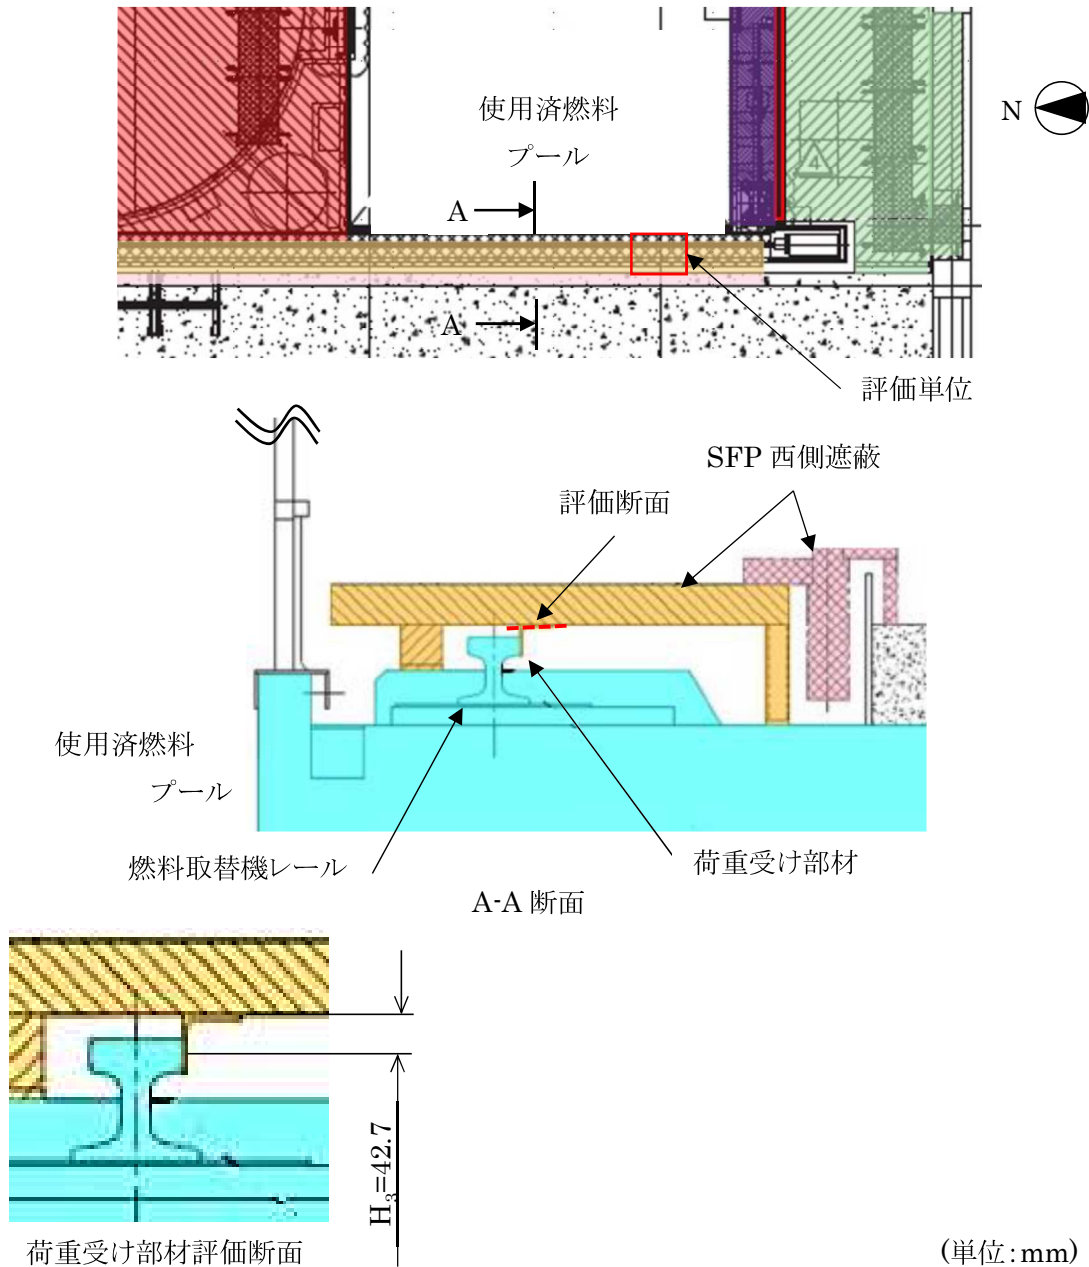 使用済燃料
プール
N
A
4
A
評価単位
SFP 西側遮蔽
評価断面
使用済燃料
プール
燃料取替機レール
荷重受け部材
A-A 断面
H₃=42.7
荷重受け部材評価断面
(単位:mm)